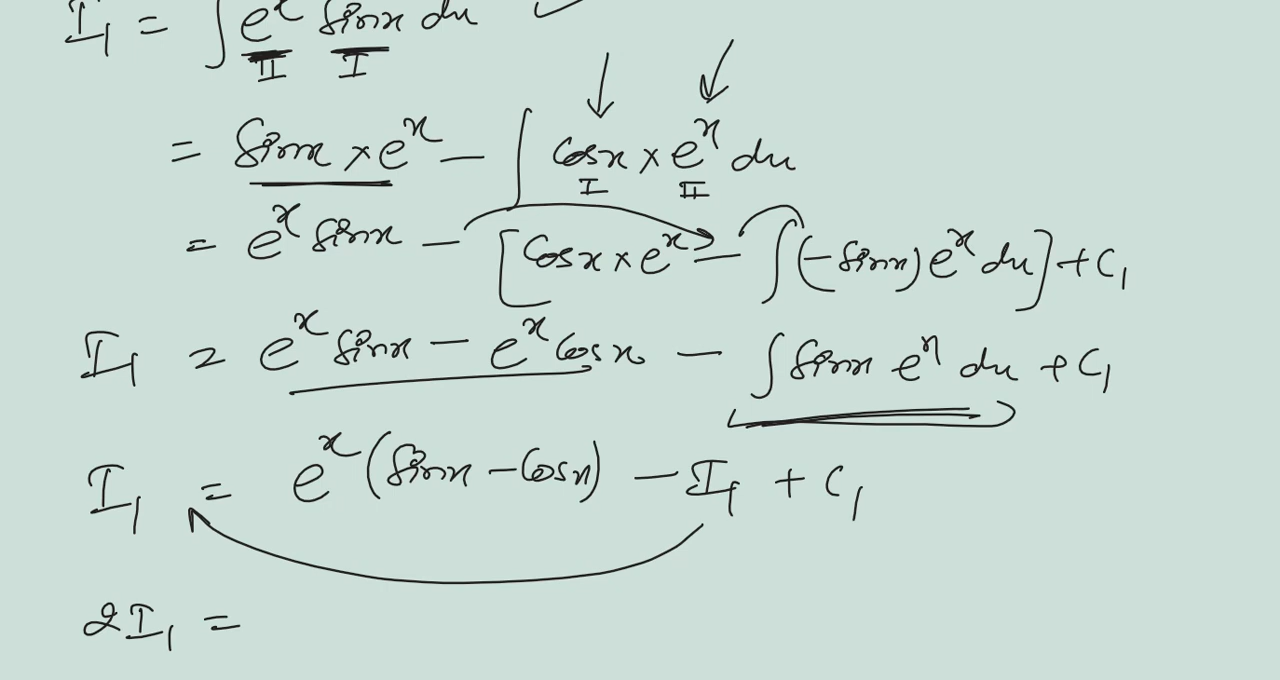 I₁ = ∫ eˣ sinx dx
II I
= sinx × eˣ − ∫ cosx × eˣ dx
I II
= eˣ sinx − [cosx × eˣ − ∫(−sinx) eˣ dx] + C₁
I₁ = eˣ sinx − eˣ cosx − ∫ sinx eˣ dx + C₁
I₁ = eˣ (sinx − cosx) − I₁ + C₁
2I₁ =